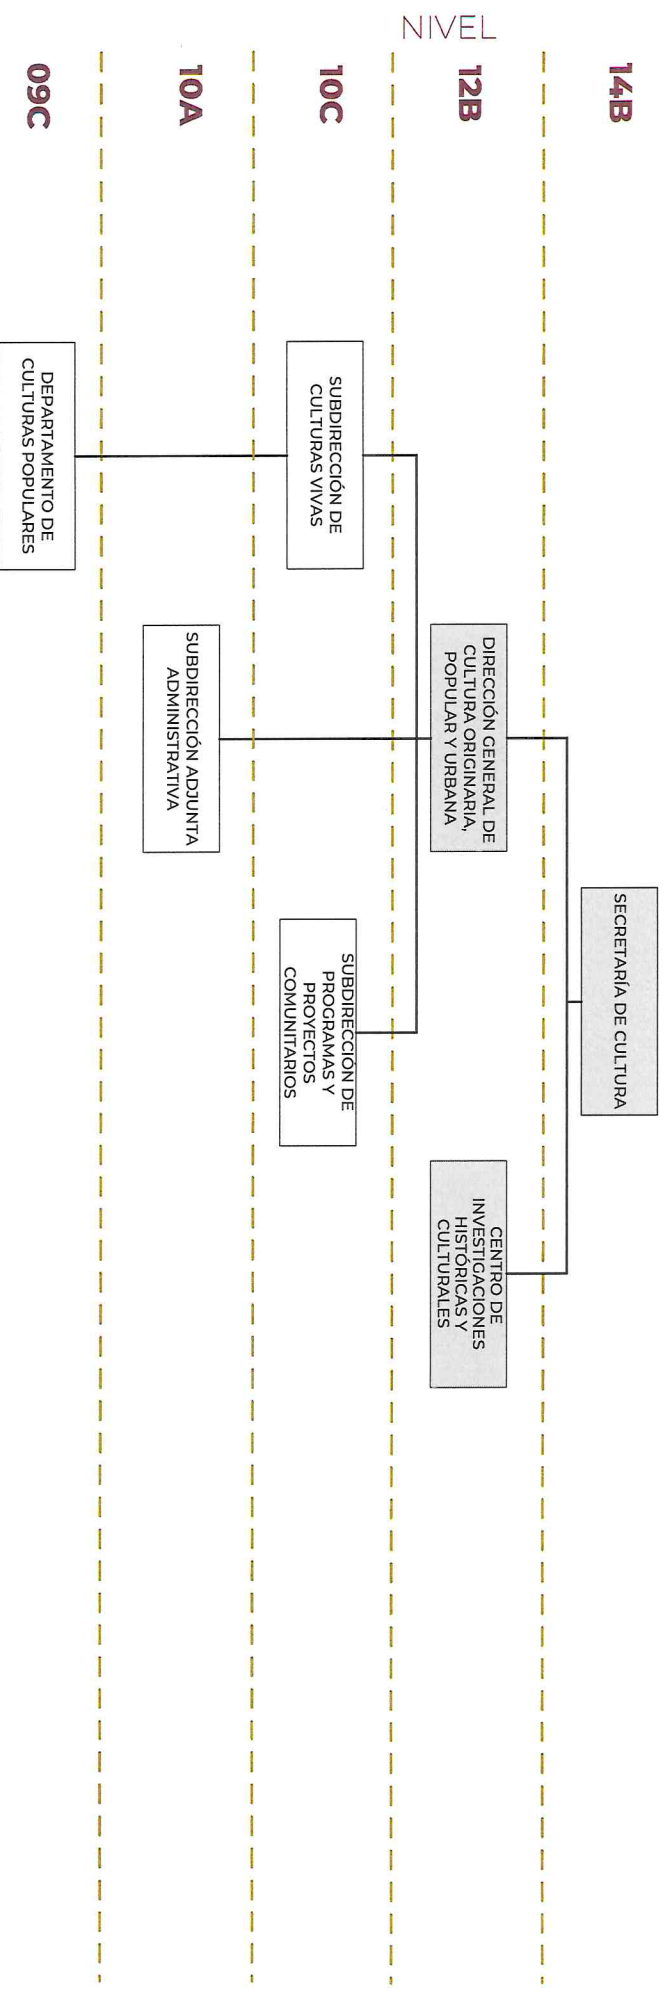 NIVEL
14B
SECRETARÍA DE CULTURA
12B
DIRECCIÓN GENERAL DE
CULTURA ORIGINARIA,
POPULAR Y URBANA
CENTRO DE
INVESTIGACIONES
HISTÓRICAS Y
CULTURALES
10C
SUBDIRECCIÓN DE
CULTURAS VIVAS
SUBDIRECCIÓN DE
PROGRAMAS Y
PROYECTOS
COMUNITARIOS
10A
SUBDIRECCIÓN ADJUNTA
ADMINISTRATIVA
09C
DEPARTAMENTO DE
CULTURAS POPULARES